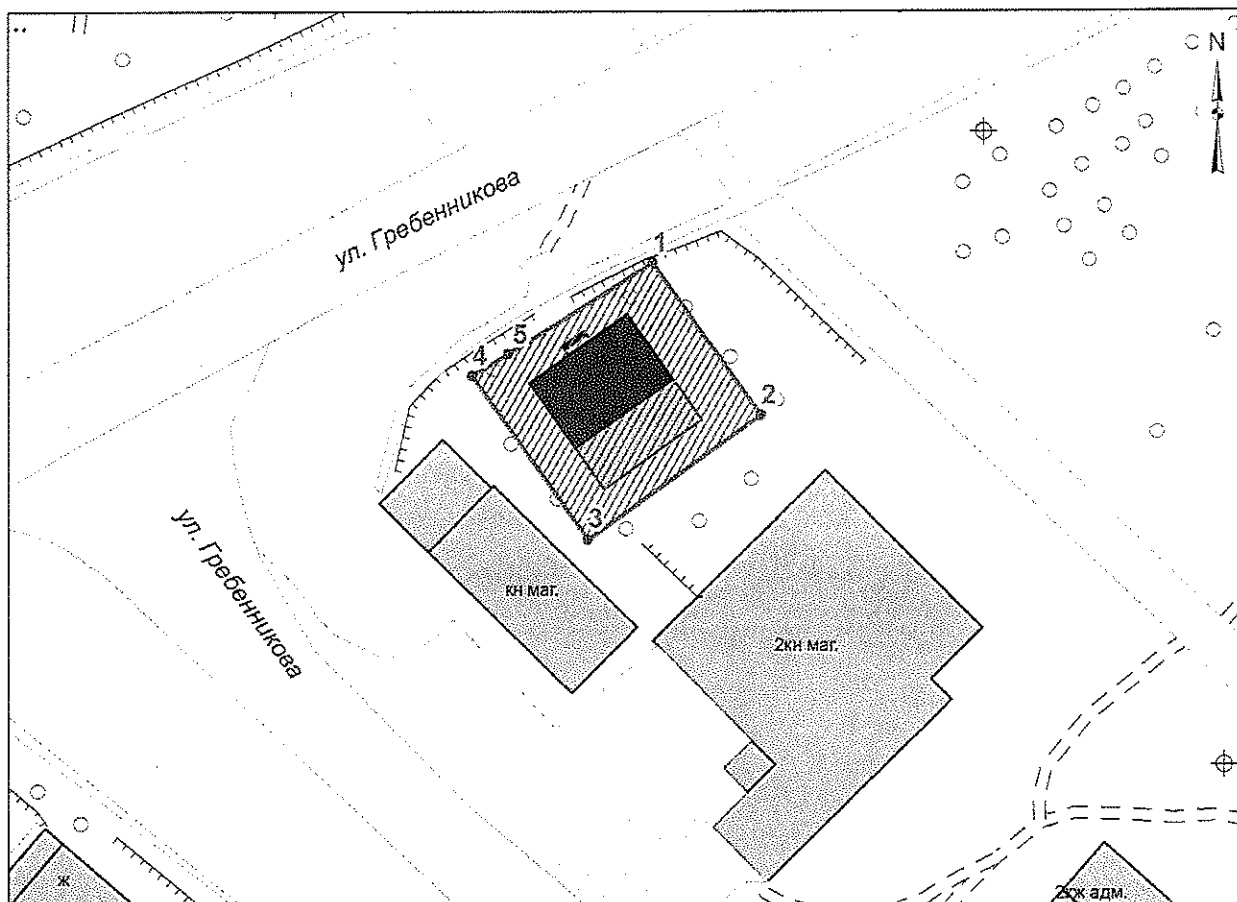 N
ул. Гребенникова
1
5
4
2
3
ул. Гребенникова
кн маг.
2кн маг.
ж
2кж адм.